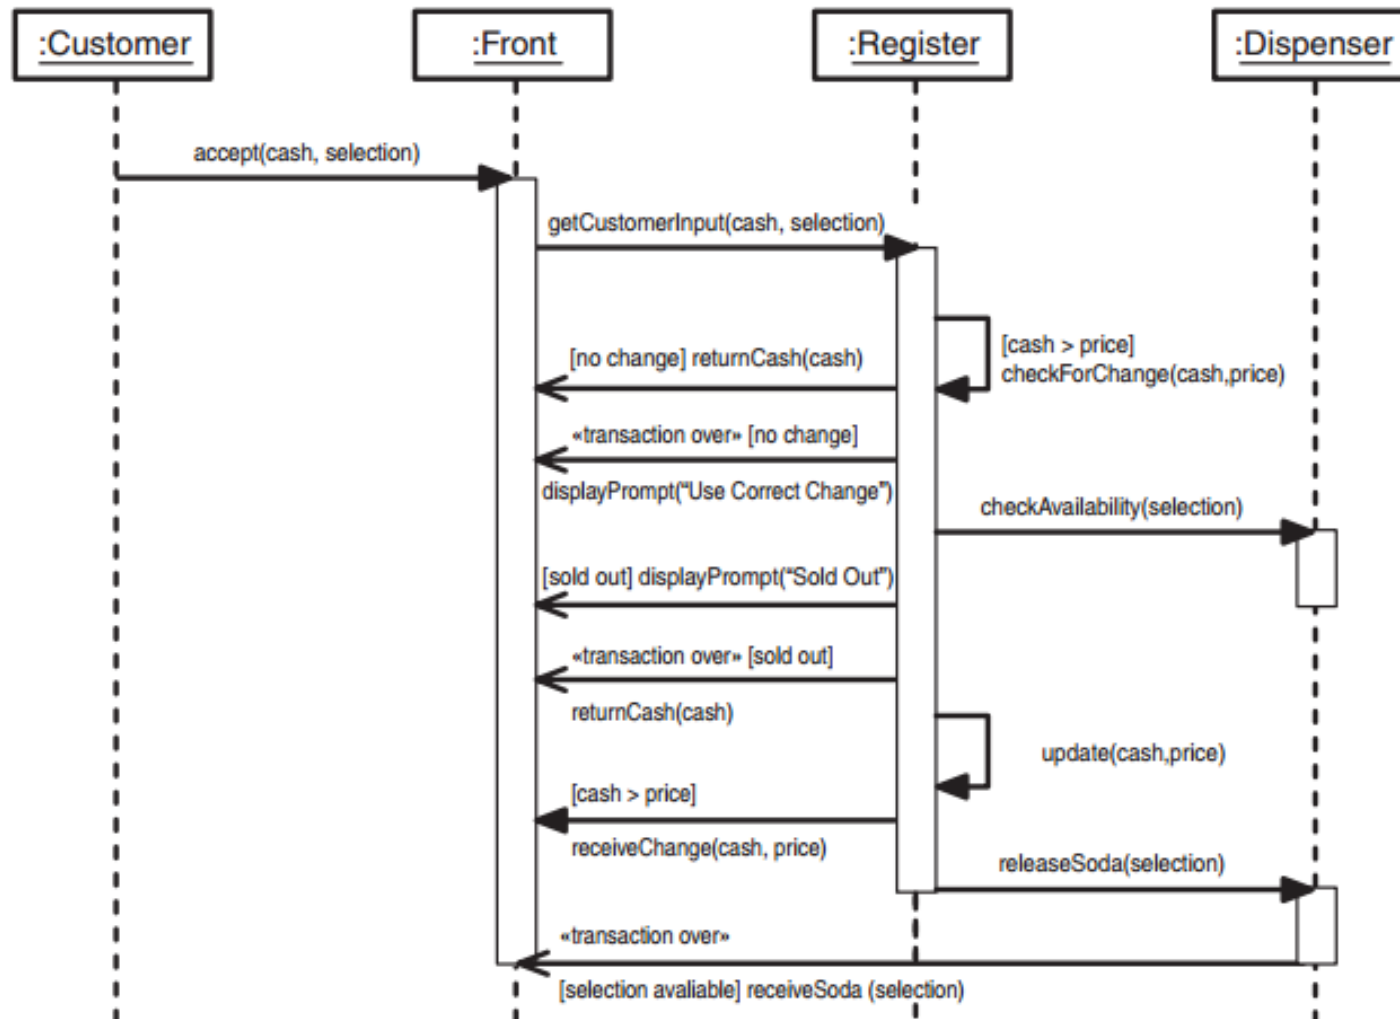 :Customer
:Front
:Register
:Dispenser
accept(cash, selection)
getCustomerInput(cash, selection)
[cash > price]
checkForChange(cash,price)
[no change] returnCash(cash)
«transaction over» [no change]
displayPrompt(“Use Correct Change”)
checkAvailability(selection)
[sold out] displayPrompt(“Sold Out”)
«transaction over» [sold out]
returnCash(cash)
update(cash,price)
[cash > price]
receiveChange(cash, price)
releaseSoda(selection)
«transaction over»
[selection avaliable] receiveSoda (selection)